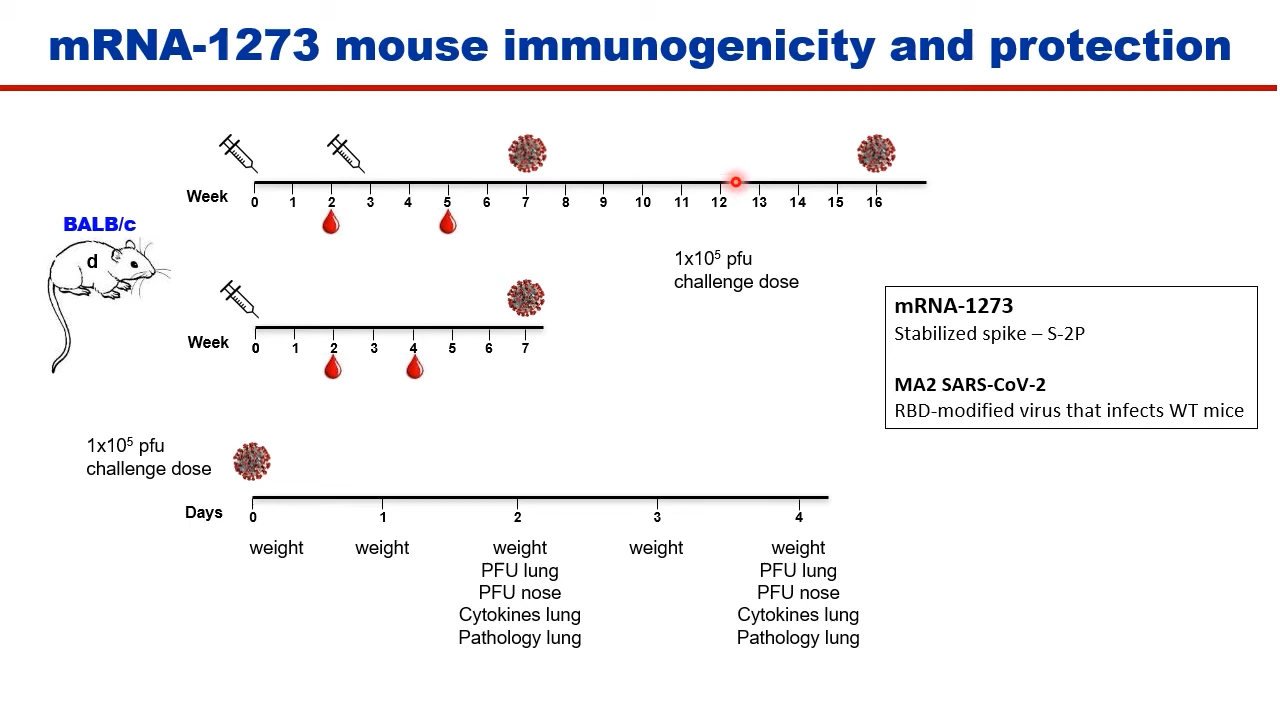 mRNA-1273 mouse immunogenicity and protection
Week 0 1 2 3 4 5 6 7 8 9 10 11 12 13 14 15 16
BALB/c
d
1x10⁵ pfu
challenge dose
Week 0 1 2 3 4 5 6 7
mRNA-1273
Stabilized spike – S-2P
MA2 SARS-CoV-2
RBD-modified virus that infects WT mice
1x10⁵ pfu
challenge dose
Days 0 1 2 3 4
weight weight weight weight weight
PFU lung PFU lung
PFU nose PFU nose
Cytokines lung Cytokines lung
Pathology lung Pathology lung